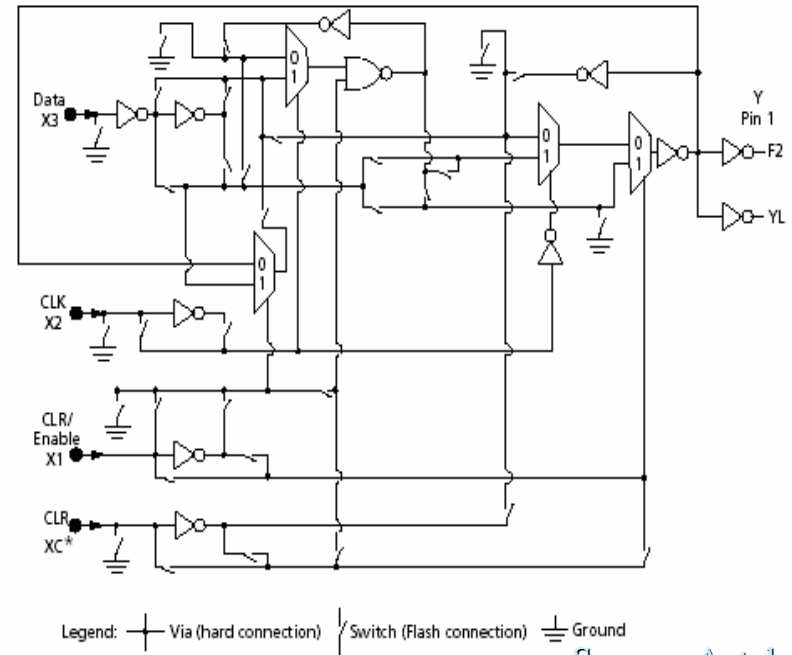 0
1
Data
X3
Y
Pin 1
0
1
0
1
F2
YL
0
1
CLK
X2
CLR/
Enable
X1
CLR
XC*
Legend: Via (hard connection) Switch (Flash connection) Ground